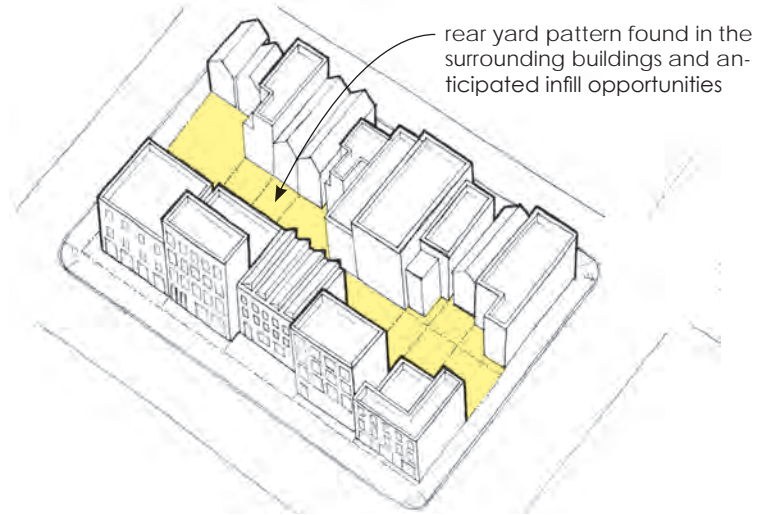 rear yard pattern found in the
surrounding buildings and an-
ticipated infill opportunities